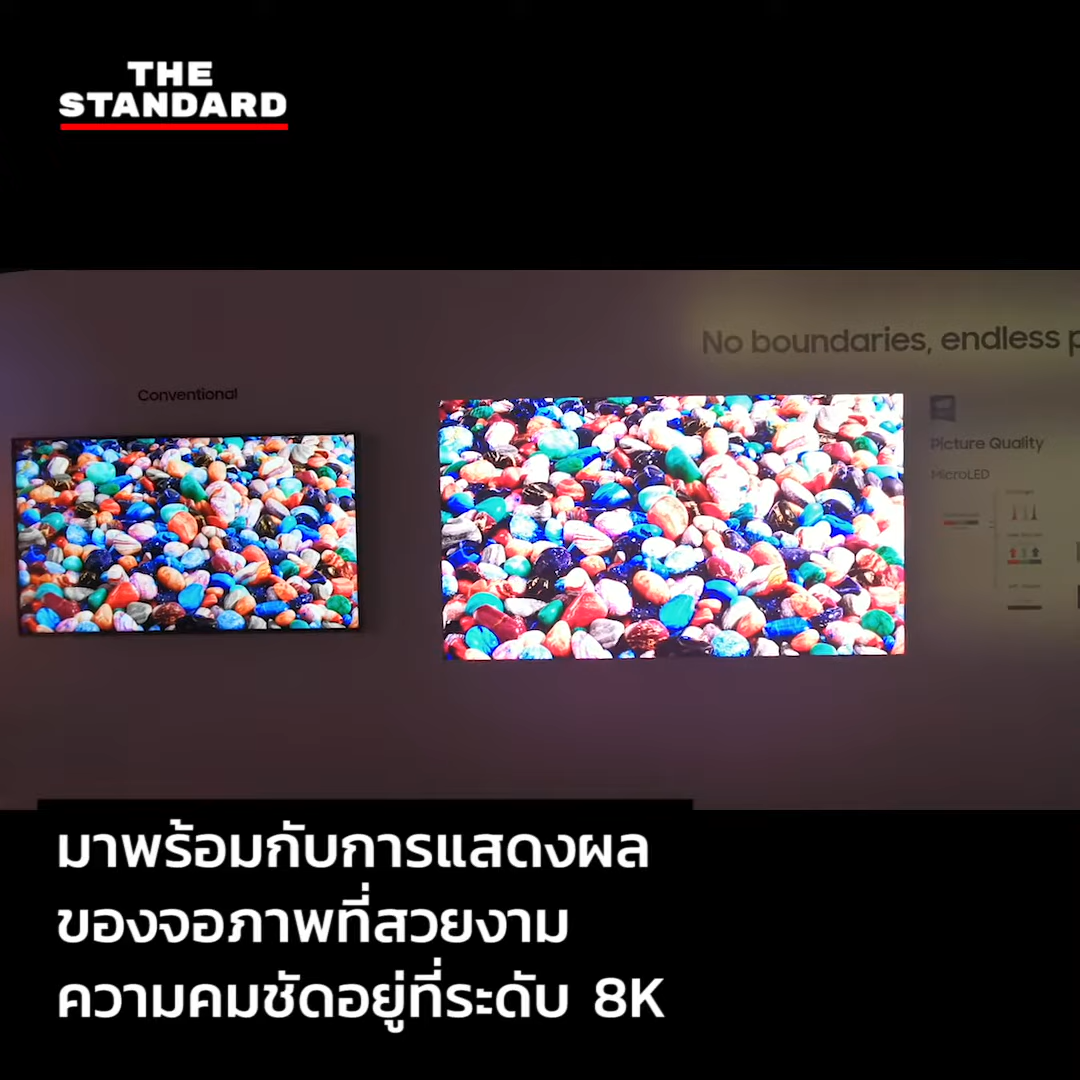 THE
STANDARD
No boundaries, endless p
Conventional
Picture Quality
MicroLED
มาพร้อมกับการแสดงผล
ของจอภาพที่สวยงาม
ความคมชัดอยู่ที่ระดับ 8K